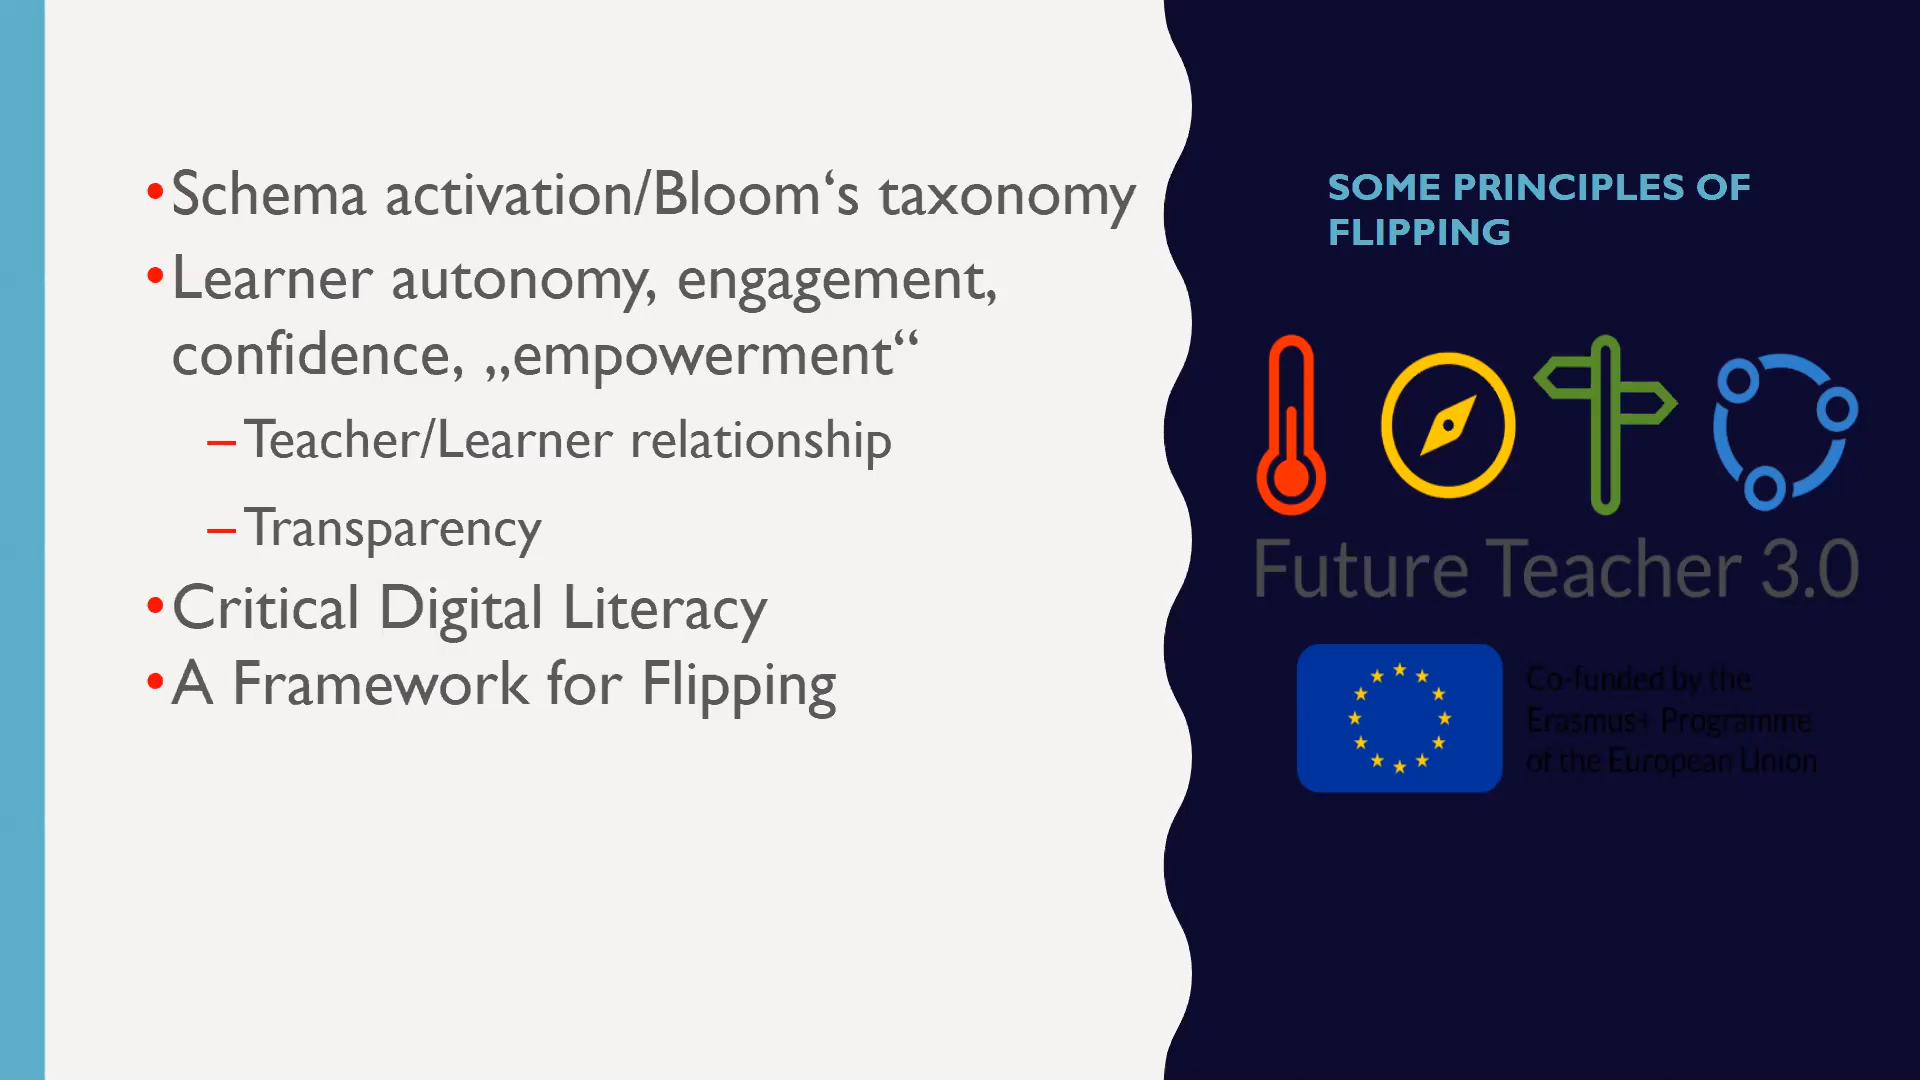 •Schema activation/Bloom‘s taxonomy
•Learner autonomy, engagement,
confidence, „empowerment“
–Teacher/Learner relationship
–Transparency
•Critical Digital Literacy
•A Framework for Flipping
SOME PRINCIPLES OF
FLIPPING
Future Teacher 3.0
Co-funded by the
Erasmus+ Programme
of the European Union